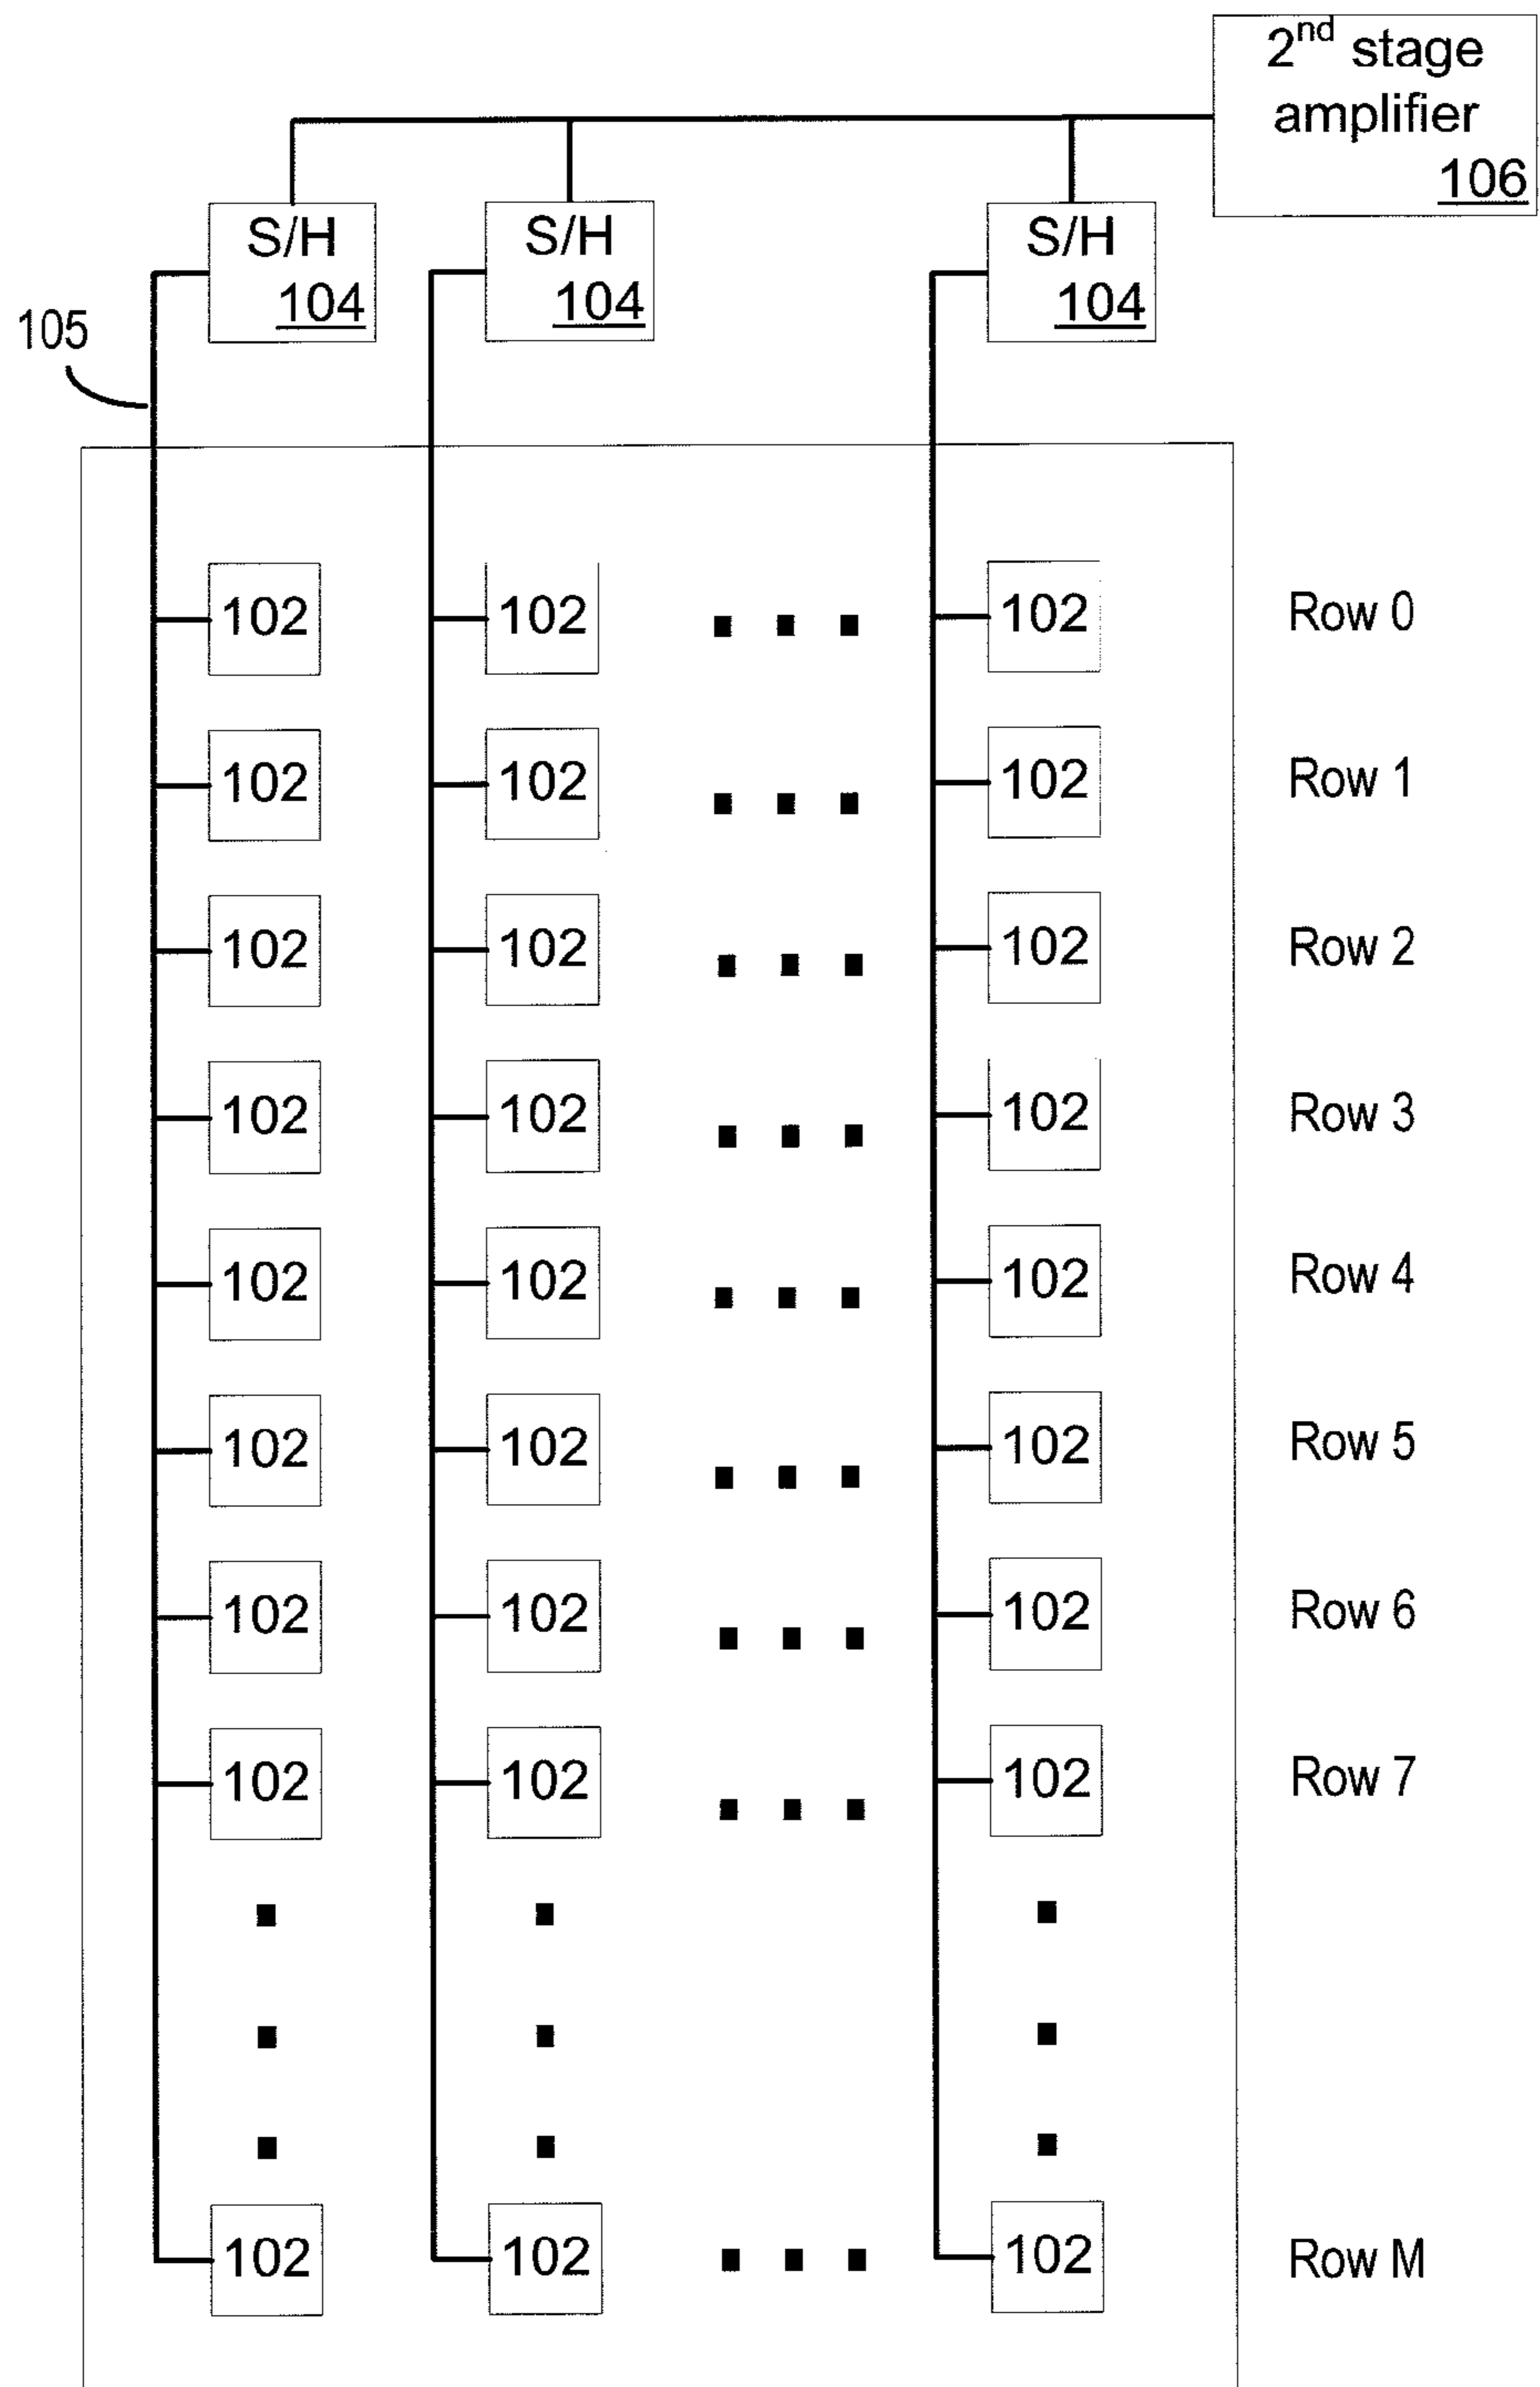 2nd stage
amplifier
106
S/H S/H S/H
104 104 104
105
102 102 102 Row 0
102 102 102 Row 1
102 102 102 Row 2
102 102 102 Row 3
102 102 102 Row 4
102 102 102 Row 5
102 102 102 Row 6
102 102 102 Row 7
102 102 102 Row M